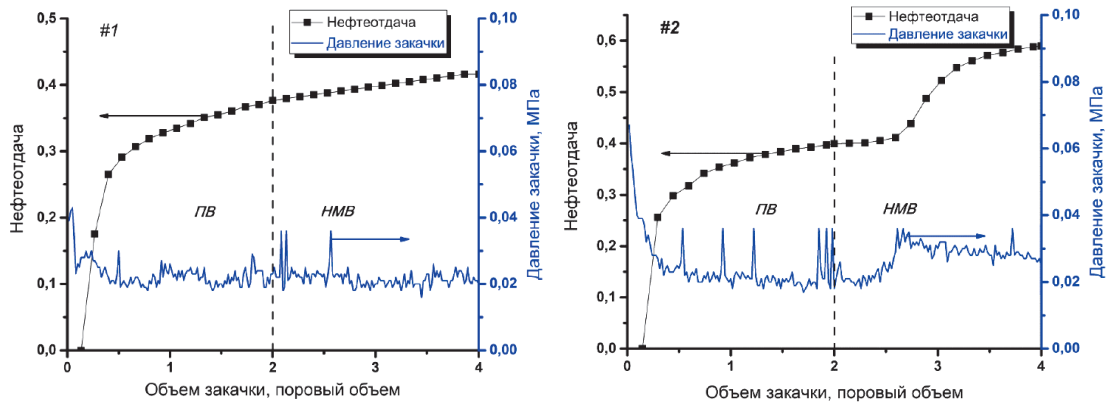 #1
Нефтеотдача
Давление закачки
0,5
0,4
0,3
0,2
0,1
0,0
Нефтеотдача
0,10
0,08
0,06
0,04
0,02
0,00
Давление закачки, МПа
ПВ
НМВ
0 1 2 3 4
Объем закачки, поровый объем
#2
Нефтеотдача
Давление закачки
0,6
0,5
0,4
0,3
0,2
0,1
0,0
Нефтеотдача
0,10
0,08
0,06
0,04
0,02
0,00
Давление закачки, МПа
ПВ
НМВ
0 1 2 3 4
Объем закачки, поровый объем